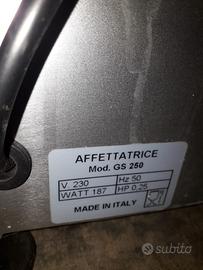 AFFETTATRICE
Mod. GS 250
V 230 Hz 50
WATT 187 HP 0,25
MADE IN ITALY
subito